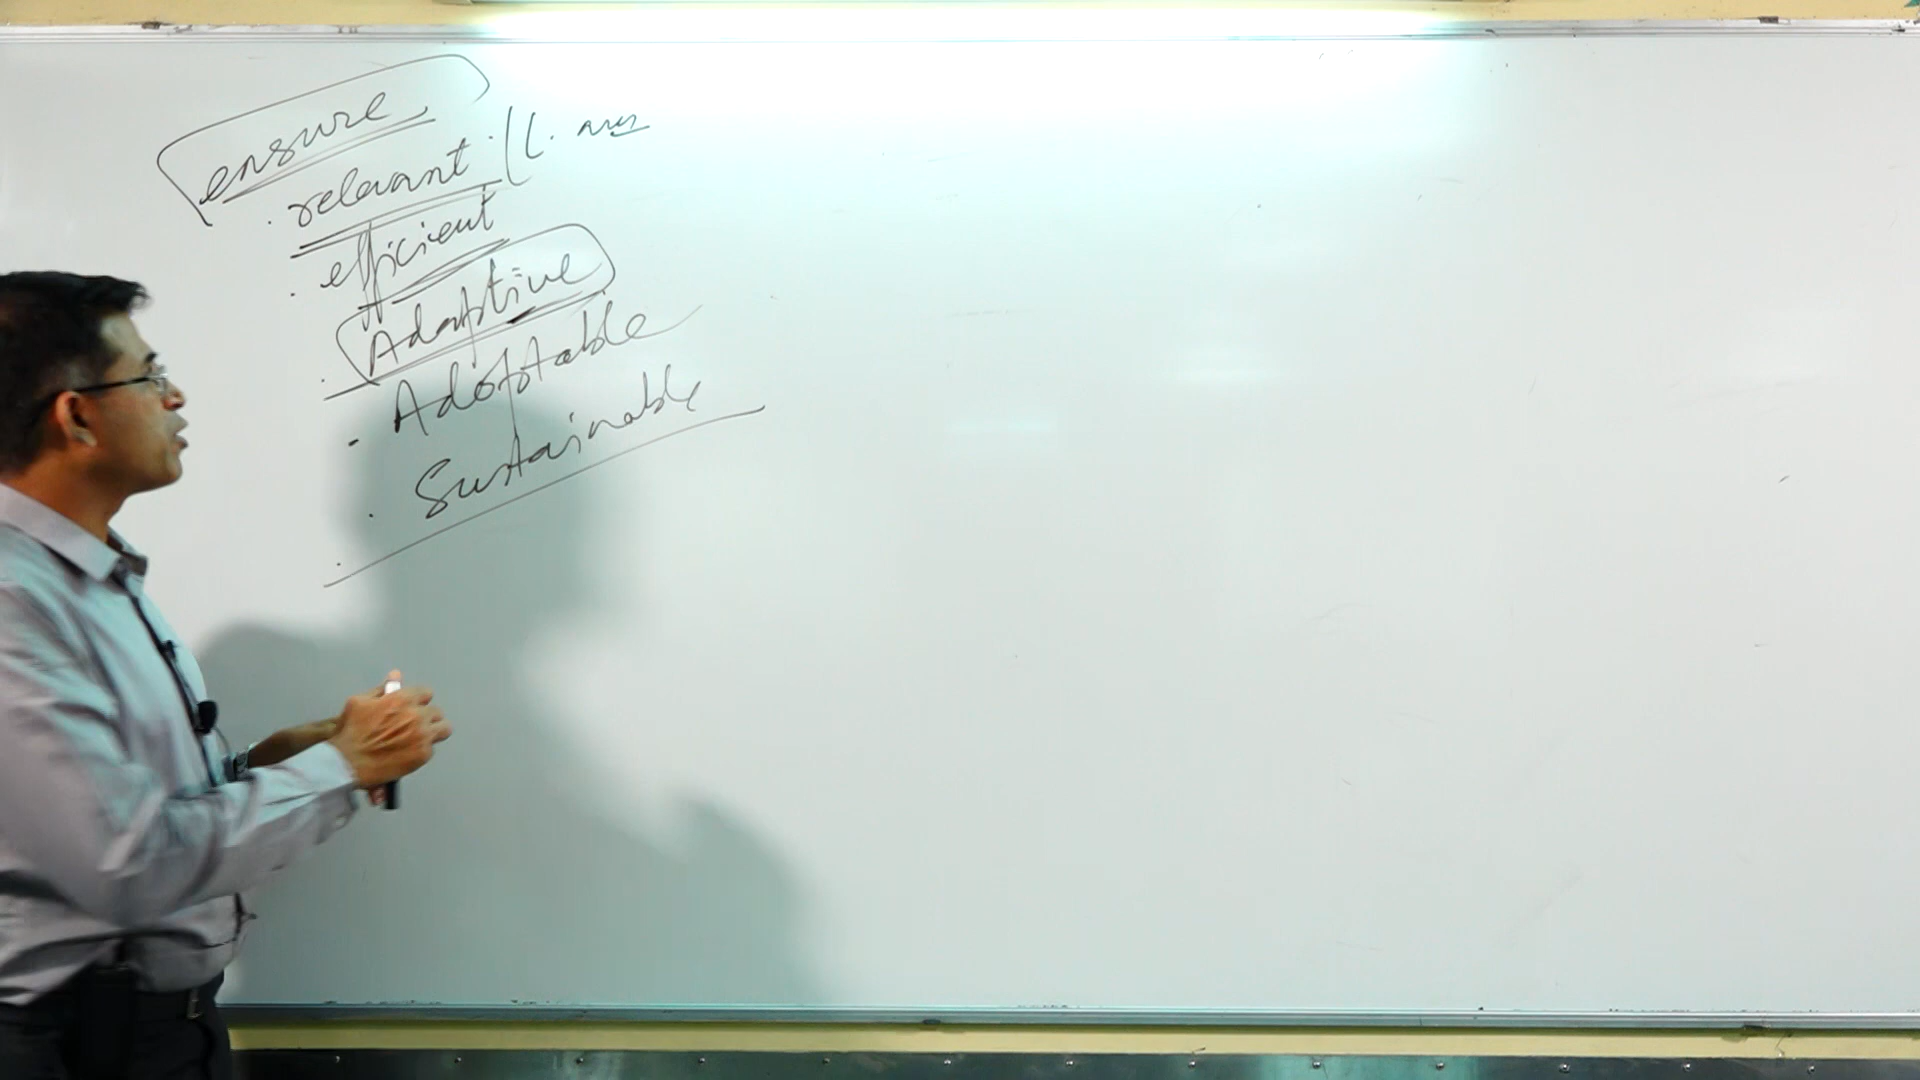 ensure
. relevant
. efficient
. Adaptive
- Adoptable
. Sustainable
.